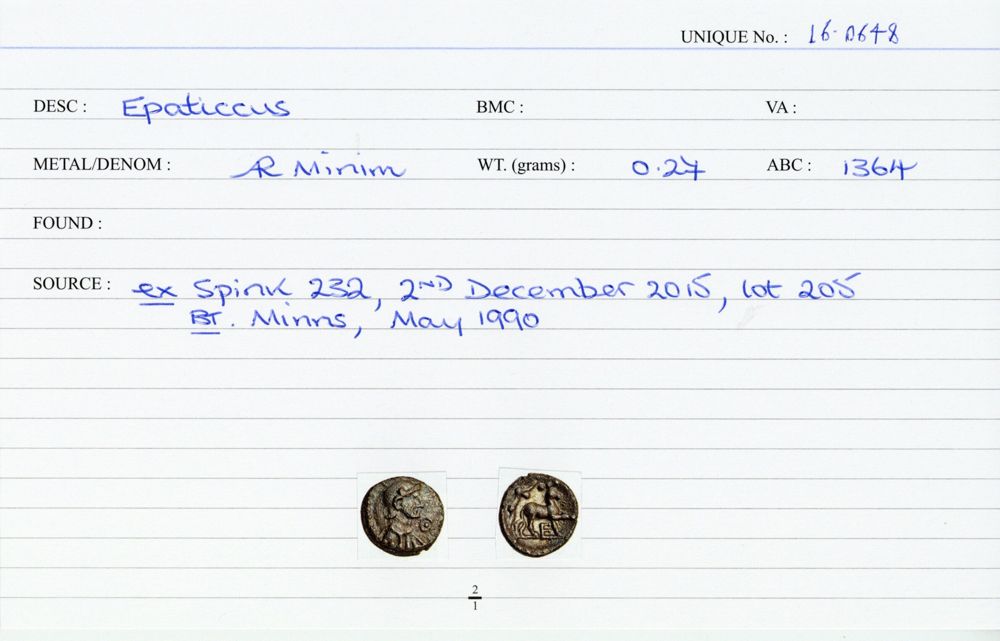 UNIQUE No. : 16-0648
DESC : Epaticcus BMC : VA :
METAL/DENOM : AR Minim WT. (grams) : 0.27 ABC : 1364
FOUND :
SOURCE : ex Spink 232, 2ND December 2015, lot 205
BT. Minns, May 1990
E
2
1